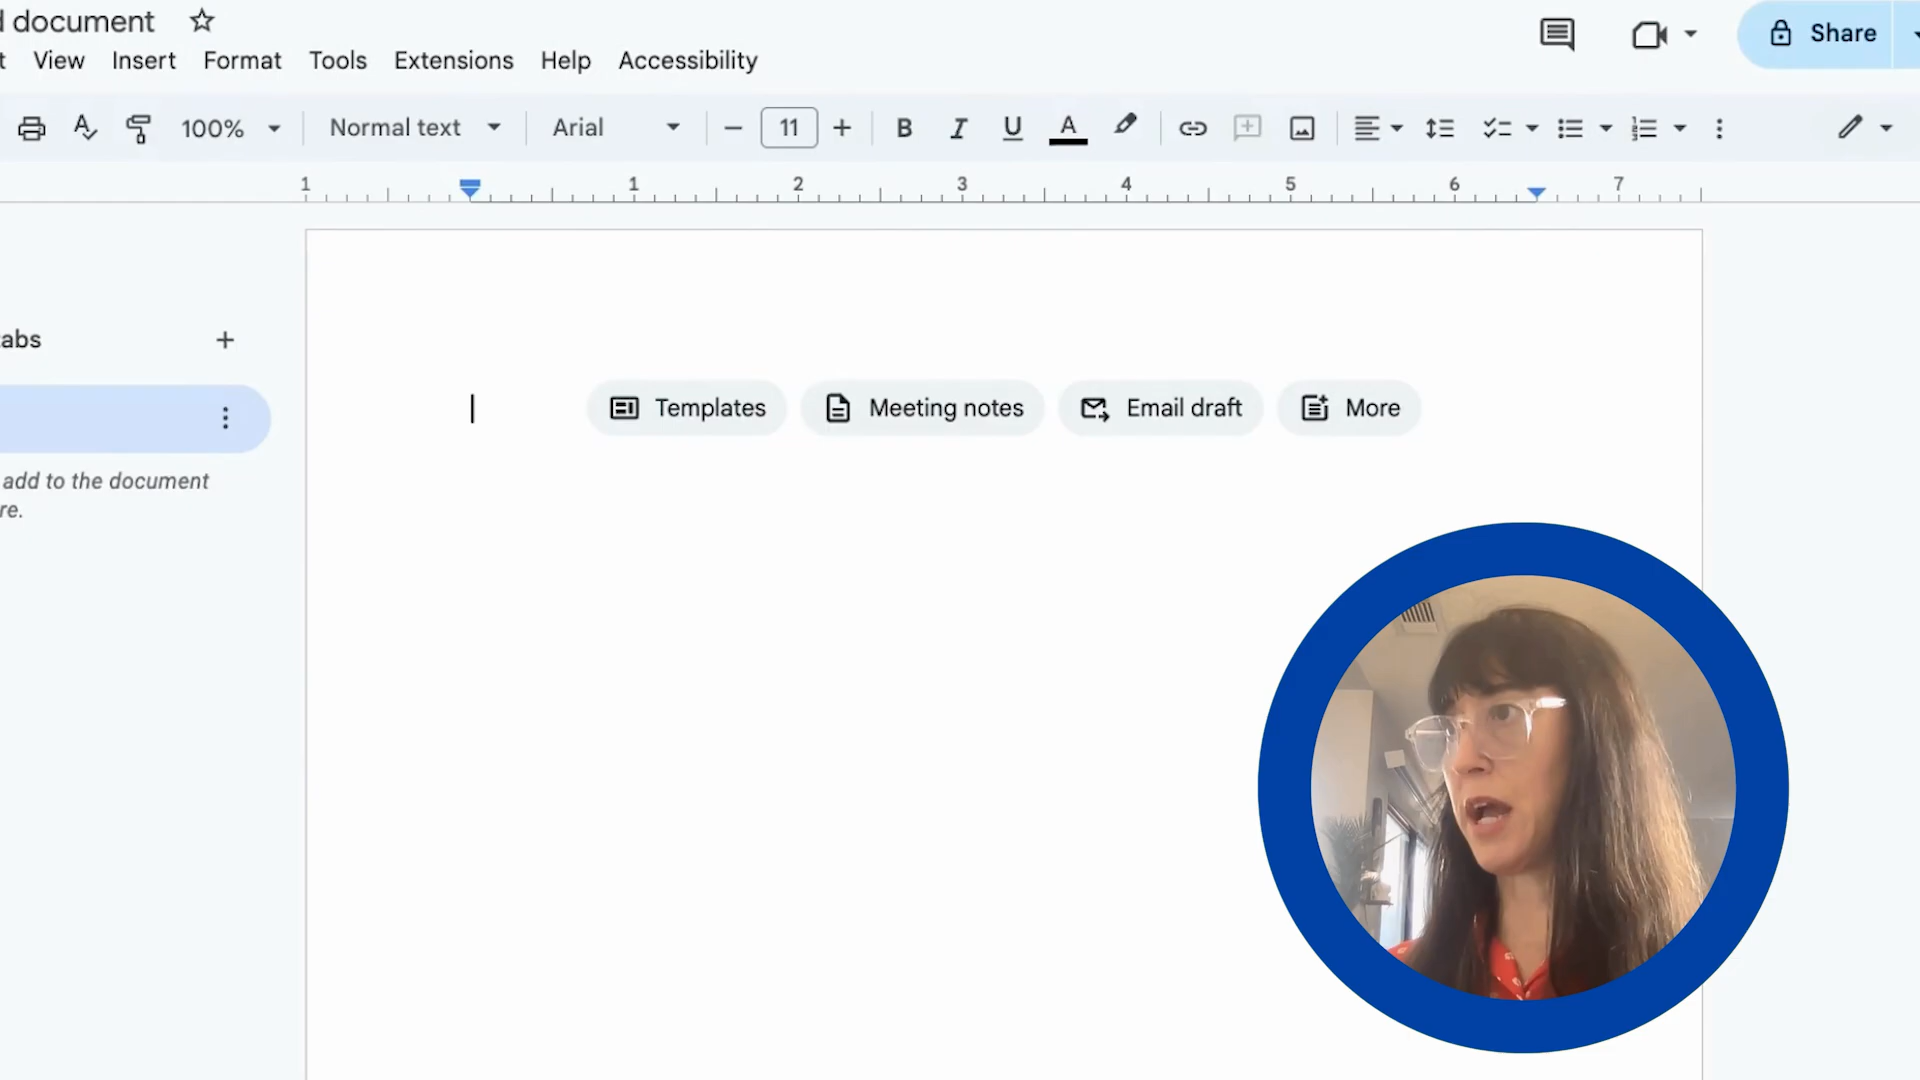 document
View Insert Format Tools Extensions Help Accessibility
Share
100% Normal text Arial 11 B I U A
1 1 2 3 4 5 6 7
abs
Templates Meeting notes Email draft More
add to the document
re.